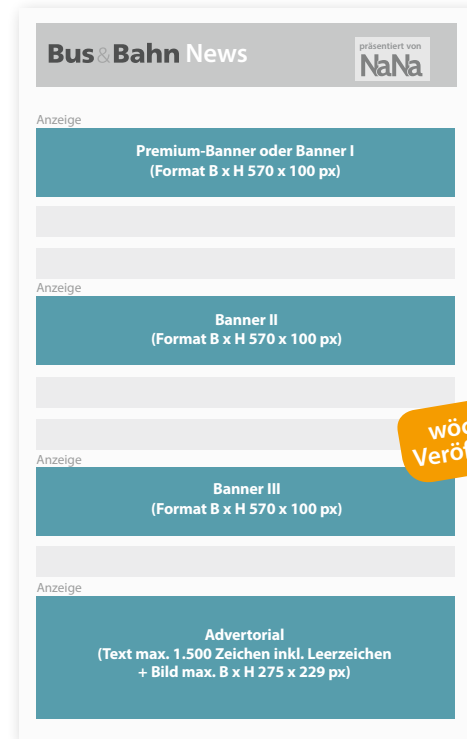 Bus&Bahn News
präsentiert von
NaNa
Anzeige
Premium-Banner oder Banner I
(Format B x H 570 x 100 px)
Anzeige
Banner II
(Format B x H 570 x 100 px)
Anzeige
Banner III
(Format B x H 570 x 100 px)
Anzeige
Advertorial
(Text max. 1.500 Zeichen inkl. Leerzeichen
+ Bild max. B x H 275 x 229 px)